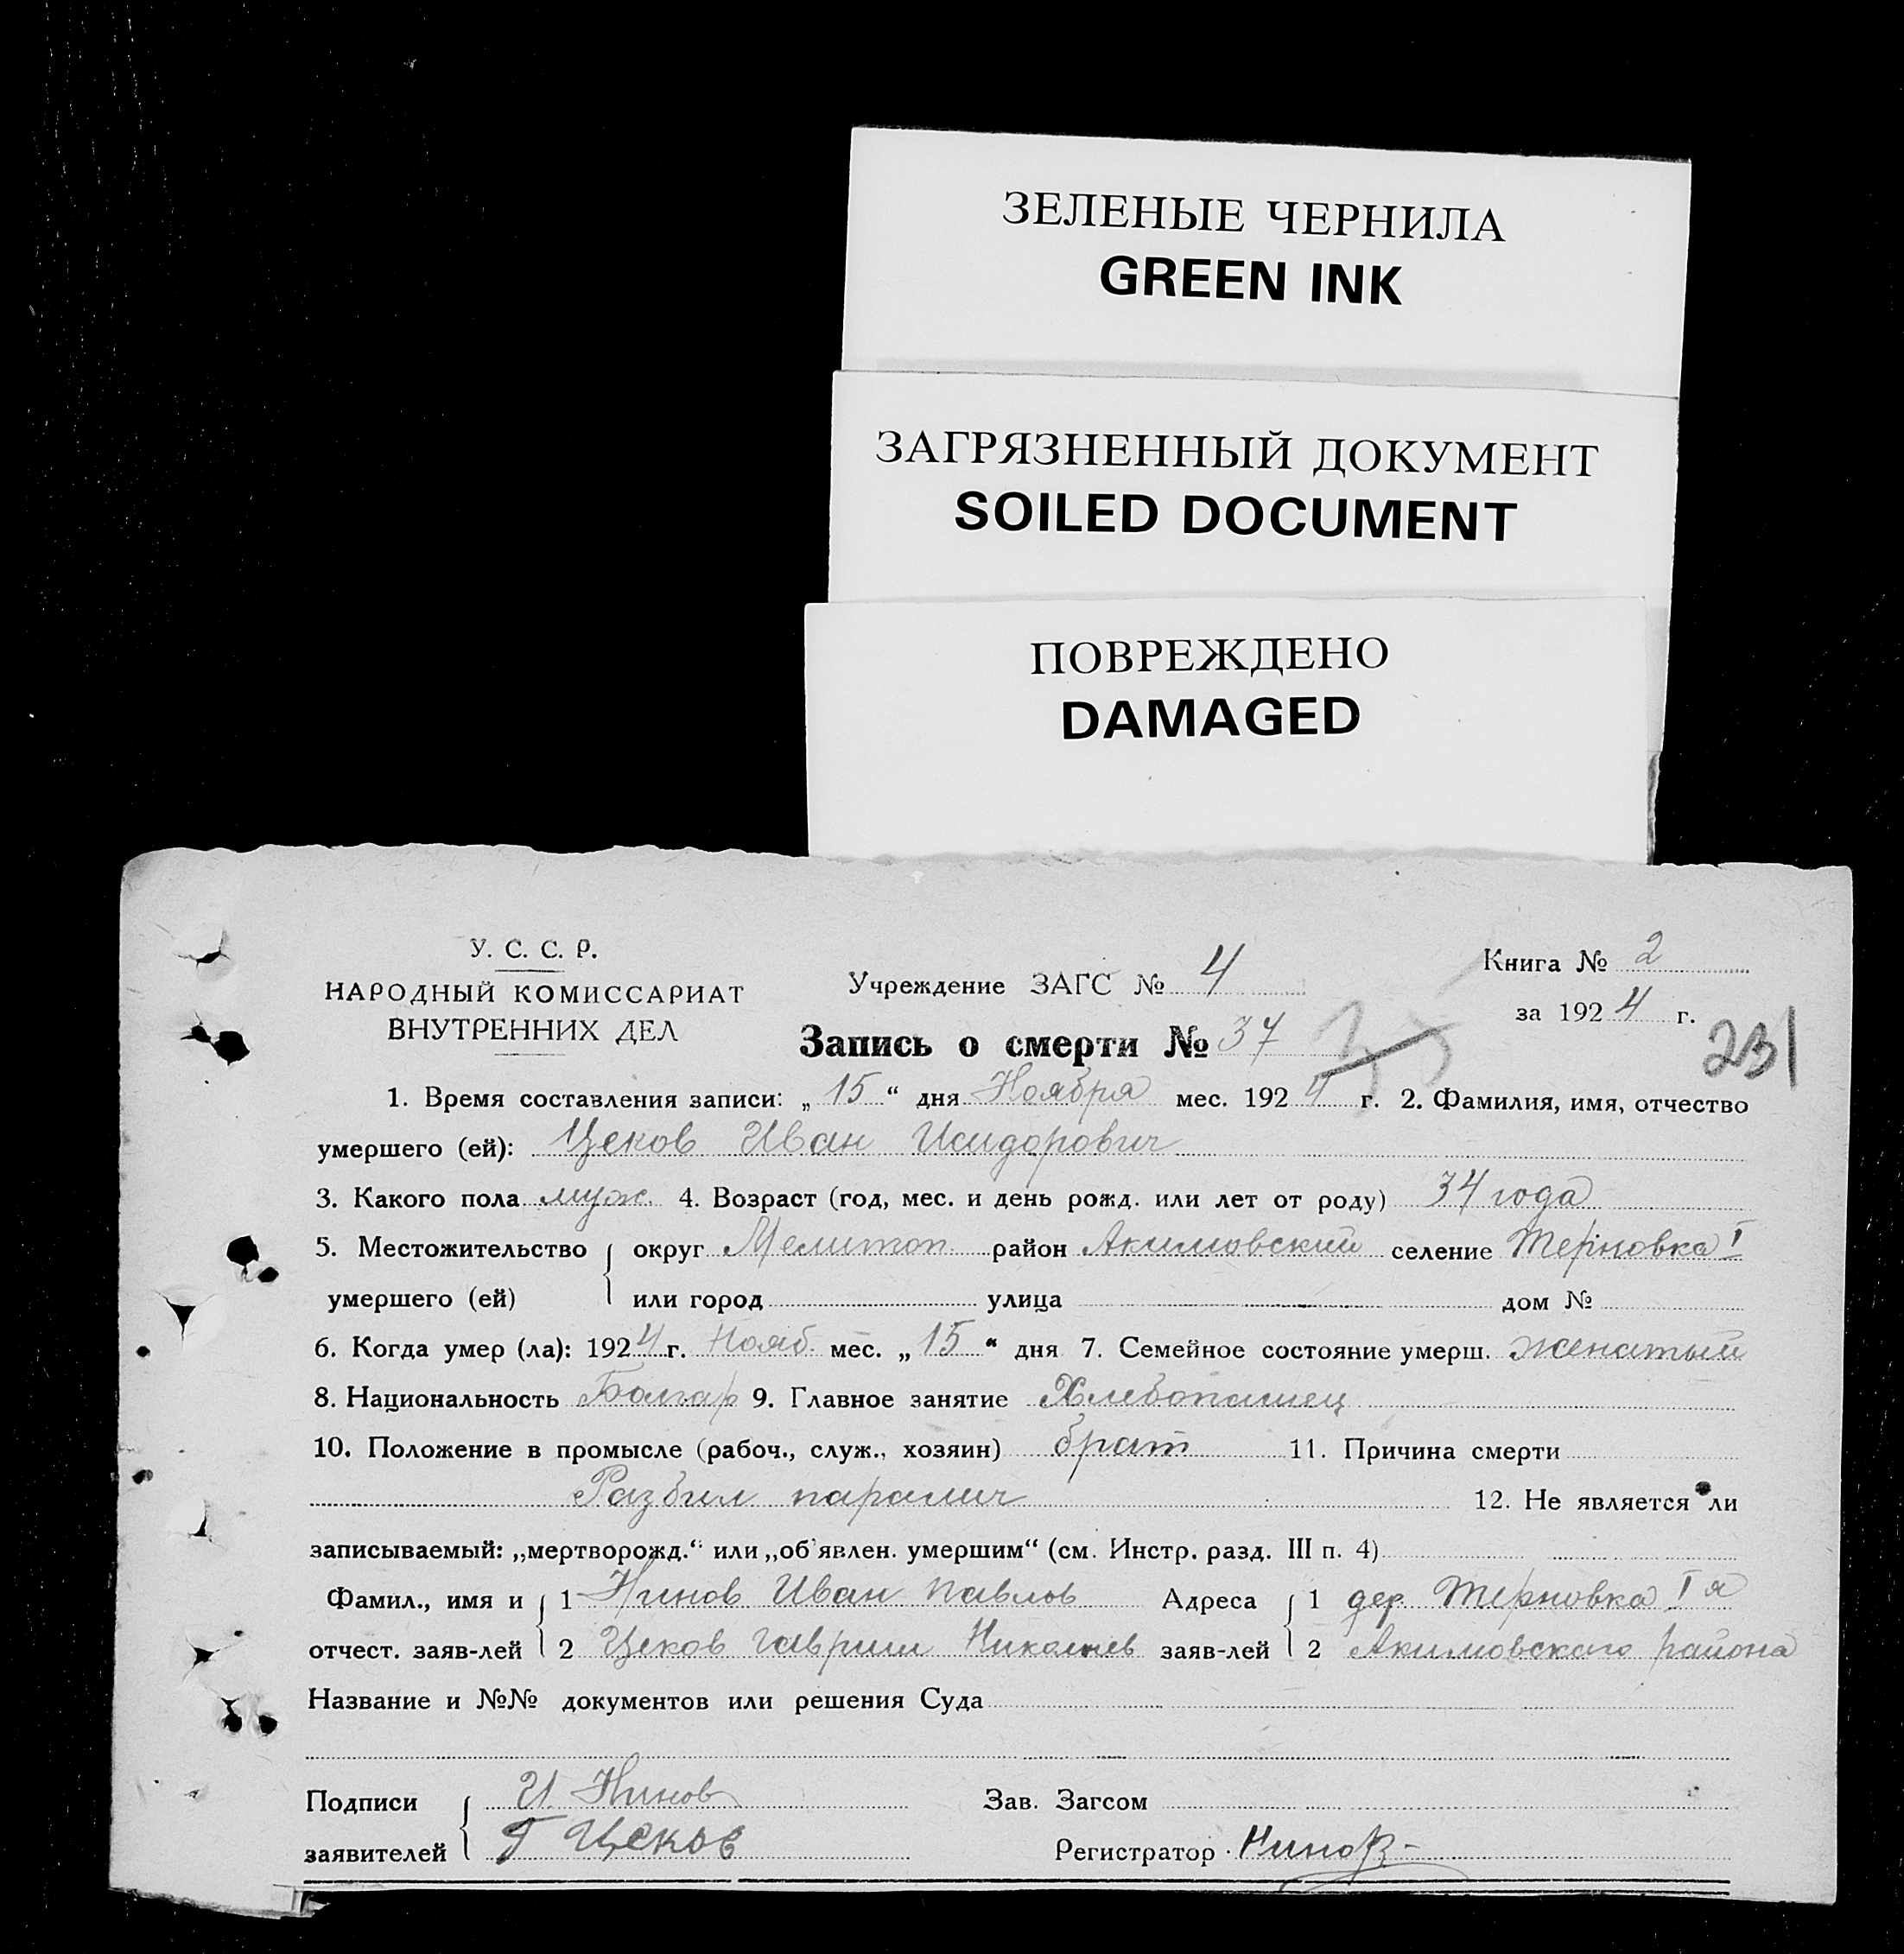 ЗЕЛЕНЫЕ ЧЕРНИЛА
GREEN INK
ЗАГРЯЗНЕННЫЙ ДОКУМЕНТ
SOILED DOCUMENT
ПОВРЕЖДЕНО
DAMAGED
У. С. С. Р.
НАРОДНЫЙ КОМИССАРИАТ
ВНУТРЕННИХ ДЕЛ
Учреждение ЗАГС № 4
Книга № 2
за 1924 г.
231
Запись о смерти № 37
1. Время составления записи: „15“ дня Ноября мес. 1924 г. 2. Фамилия, имя, отчество
умершего (ей): Цеков Иван Исидорович
3. Какого пола муж. 4. Возраст (год, мес. и день рожд. или лет от роду) 34 года
5. Местожительство округ Мелитоп район Акимовский селение Терновка I
умершего (ей) или город улица дом №
6. Когда умер (ла): 1924 г. Нояб. мес. „15“ дня 7. Семейное состояние умерш. женатый
8. Национальность Болгар 9. Главное занятие Хлебопашец
10. Положение в промысле (рабоч., служ., хозяин) брат 11. Причина смерти
Разбил паралич 12. Не является ли
записываемый: „мертворожд.“ или „об'явлен. умершим“ (см. Инстр. разд. III п. 4)
Фамил., имя и 1 Нинов Иван Павлов Адреса 1 дер. Терновка I я
отчест. заяв-лей 2 Цеков Гавриил Николаев заяв-лей 2 Акимовского района
Название и №№ документов или решения Суда
Подписи И Нинов Зав. Загсом
заявителей Г Цеков Регистратор Нинов